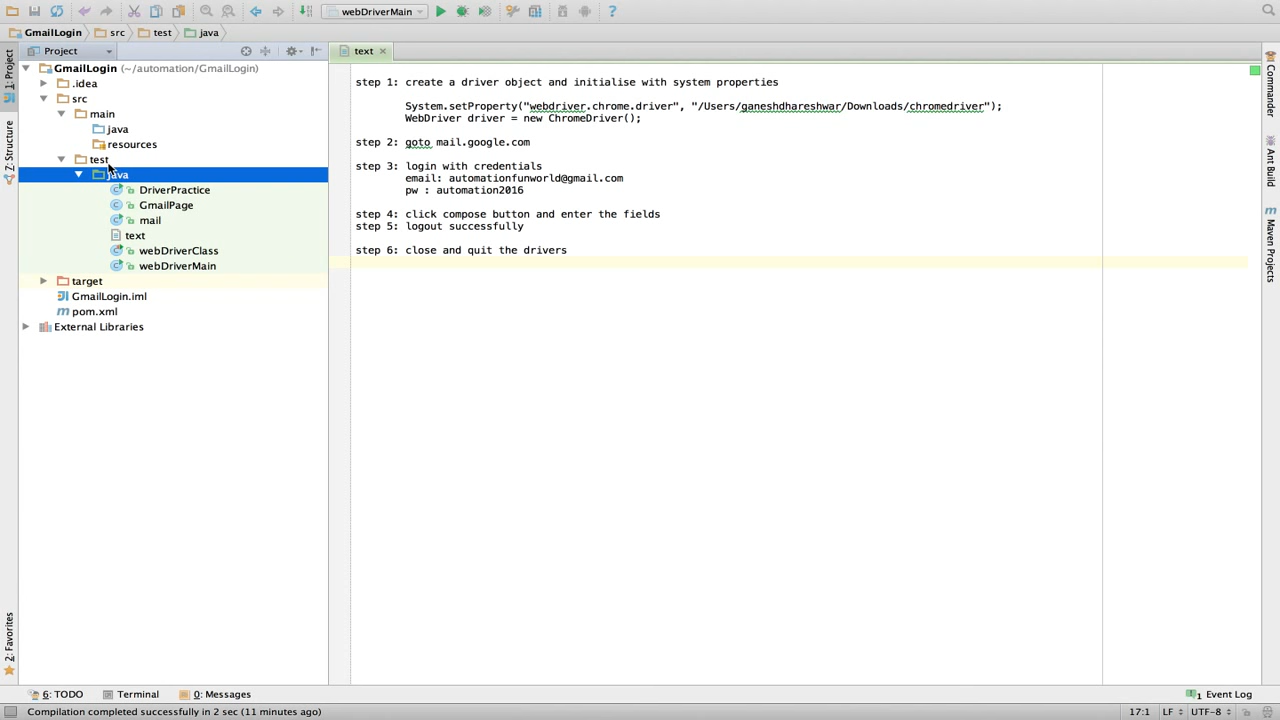 webDriverMain
GmailLogin src test java
Project
text
1: Project
7: Structure
2: Favorites
GmailLogin (~/automation/GmailLogin)
.idea
src
main
java
resources
test
java
DriverPractice
GmailPage
mail
text
webDriverClass
webDriverMain
target
GmailLogin.iml
pom.xml
External Libraries
step 1: create a driver object and initialise with system properties
System.setProperty("webdriver.chrome.driver", "/Users/ganeshdhareshwar/Downloads/chromedriver");
WebDriver driver = new ChromeDriver();
step 2: goto mail.google.com
step 3: login with credentials
email: automationfunworld@gmail.com
pw : automation2016
step 4: click compose button and enter the fields
step 5: logout successfully
step 6: close and quit the drivers
Commander
Ant Build
Maven Projects
6: TODO Terminal 0: Messages 1 Event Log
Compilation completed successfully in 2 sec (11 minutes ago) 17:1 LF UTF-8